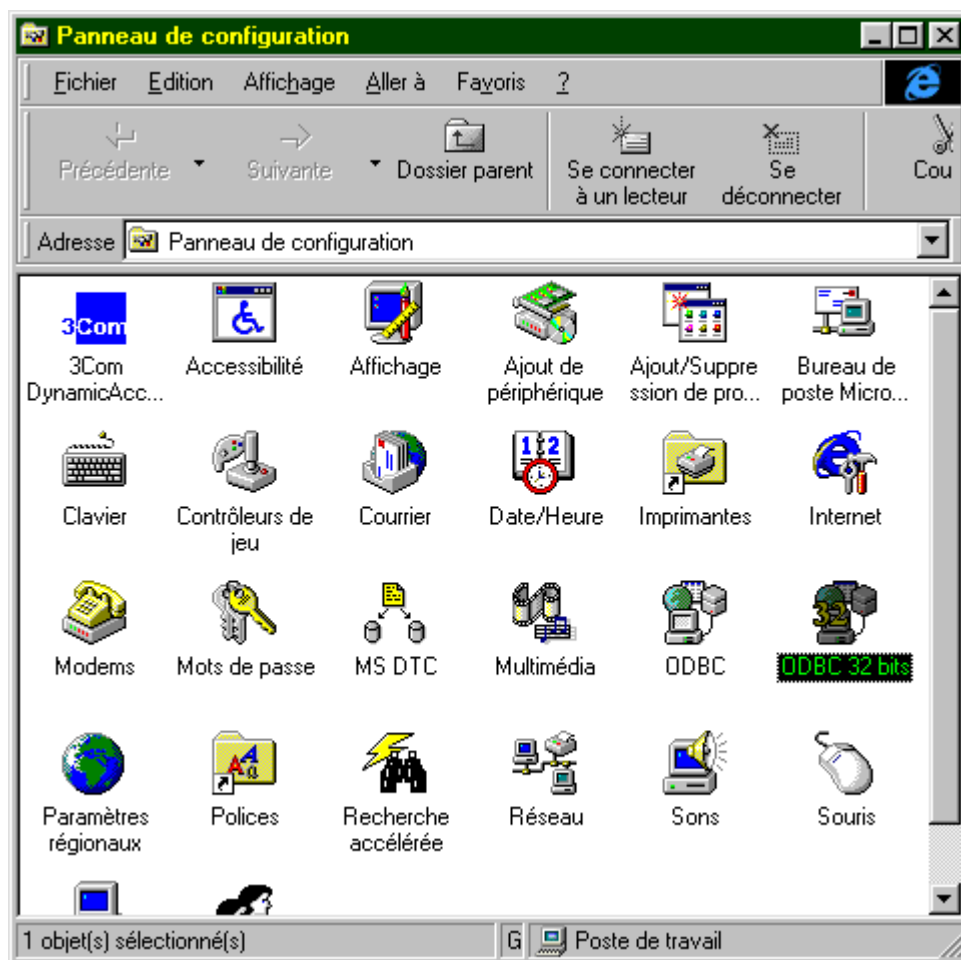 Panneau de configuration
Fichier Edition Affichage Aller à Favoris ?
Précédente Suivante Dossier parent Se connecter à un lecteur Se déconnecter Cou
Adresse Panneau de configuration
3Com
3Com DynamicAcc...
Accessibilité
Affichage
Ajout de périphérique
Ajout/Suppre ssion de pro...
Bureau de poste Micro...
Clavier
Contrôleurs de jeu
Courrier
1 2
Date/Heure
Imprimantes
Internet
Modems
Mots de passe
MS DTC
Multimédia
ODBC
32
ODBC 32 bits
Paramètres régionaux
Polices
Recherche accélérée
Réseau
Sons
Souris
1 objet(s) sélectionné(s) G Poste de travail